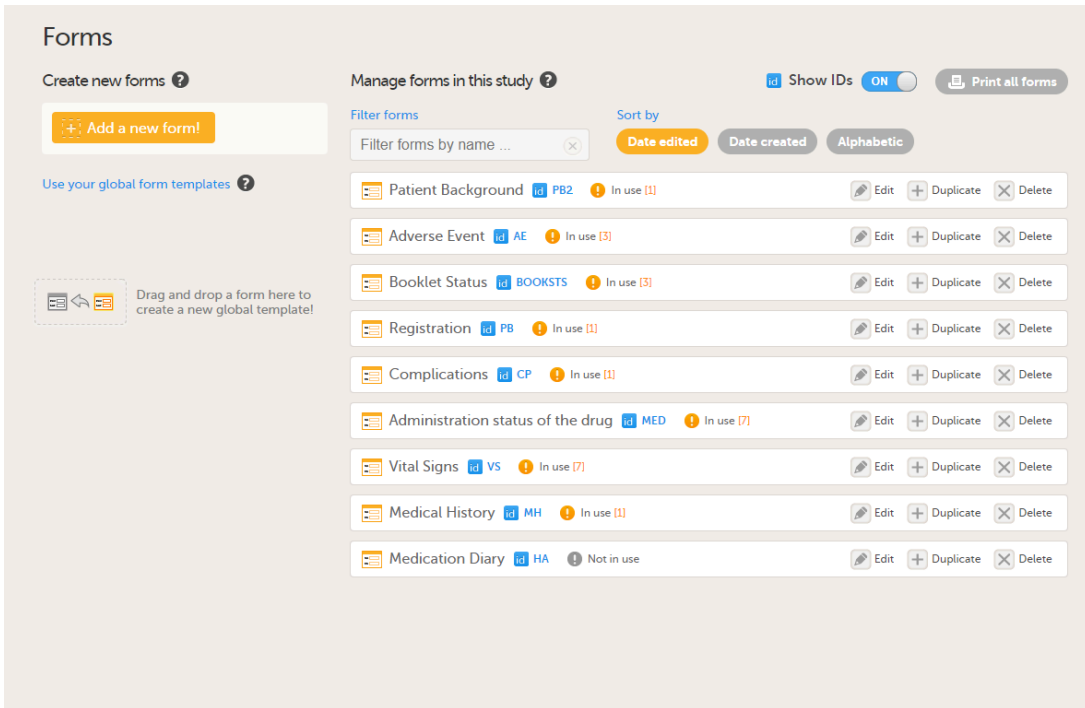 Forms
Create new forms ?
Add a new form!
Use your global form templates ?
Drag and drop a form here to
create a new global template!
Manage forms in this study ?
id Show IDs ON
Print all forms
Filter forms
Filter forms by name ...
Sort by
Date edited Date created Alphabetic
Patient Background id PB2 ! In use [1] Edit Duplicate Delete
Adverse Event id AE ! In use [3] Edit Duplicate Delete
Booklet Status id BOOKSTS ! In use [3] Edit Duplicate Delete
Registration id PB ! In use [1] Edit Duplicate Delete
Complications id CP ! In use [1] Edit Duplicate Delete
Administration status of the drug id MED ! In use [7] Edit Duplicate Delete
Vital Signs id VS ! In use [7] Edit Duplicate Delete
Medical History id MH ! In use [1] Edit Duplicate Delete
Medication Diary id HA ! Not in use Edit Duplicate Delete